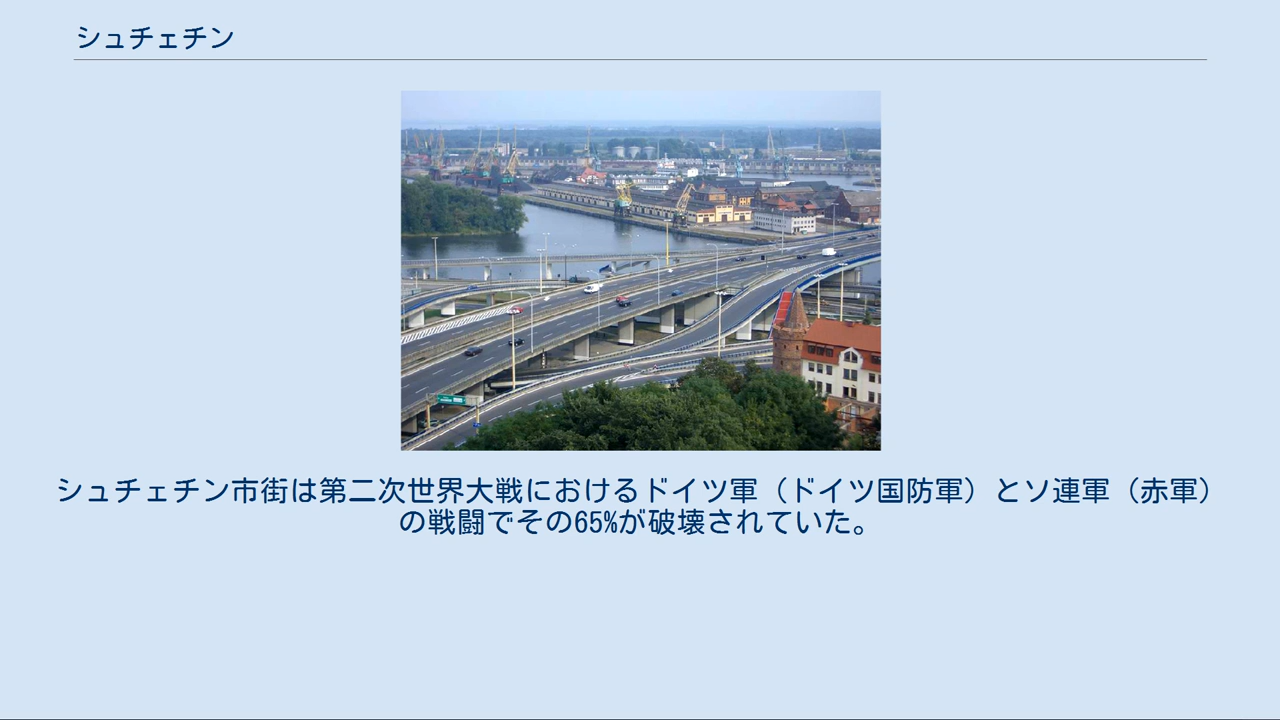 シュチェチン
シュチェチン市街は第二次世界大戦におけるドイツ軍（ドイツ国防軍）とソ連軍（赤軍）
の戦闘でその65%が破壊されていた。